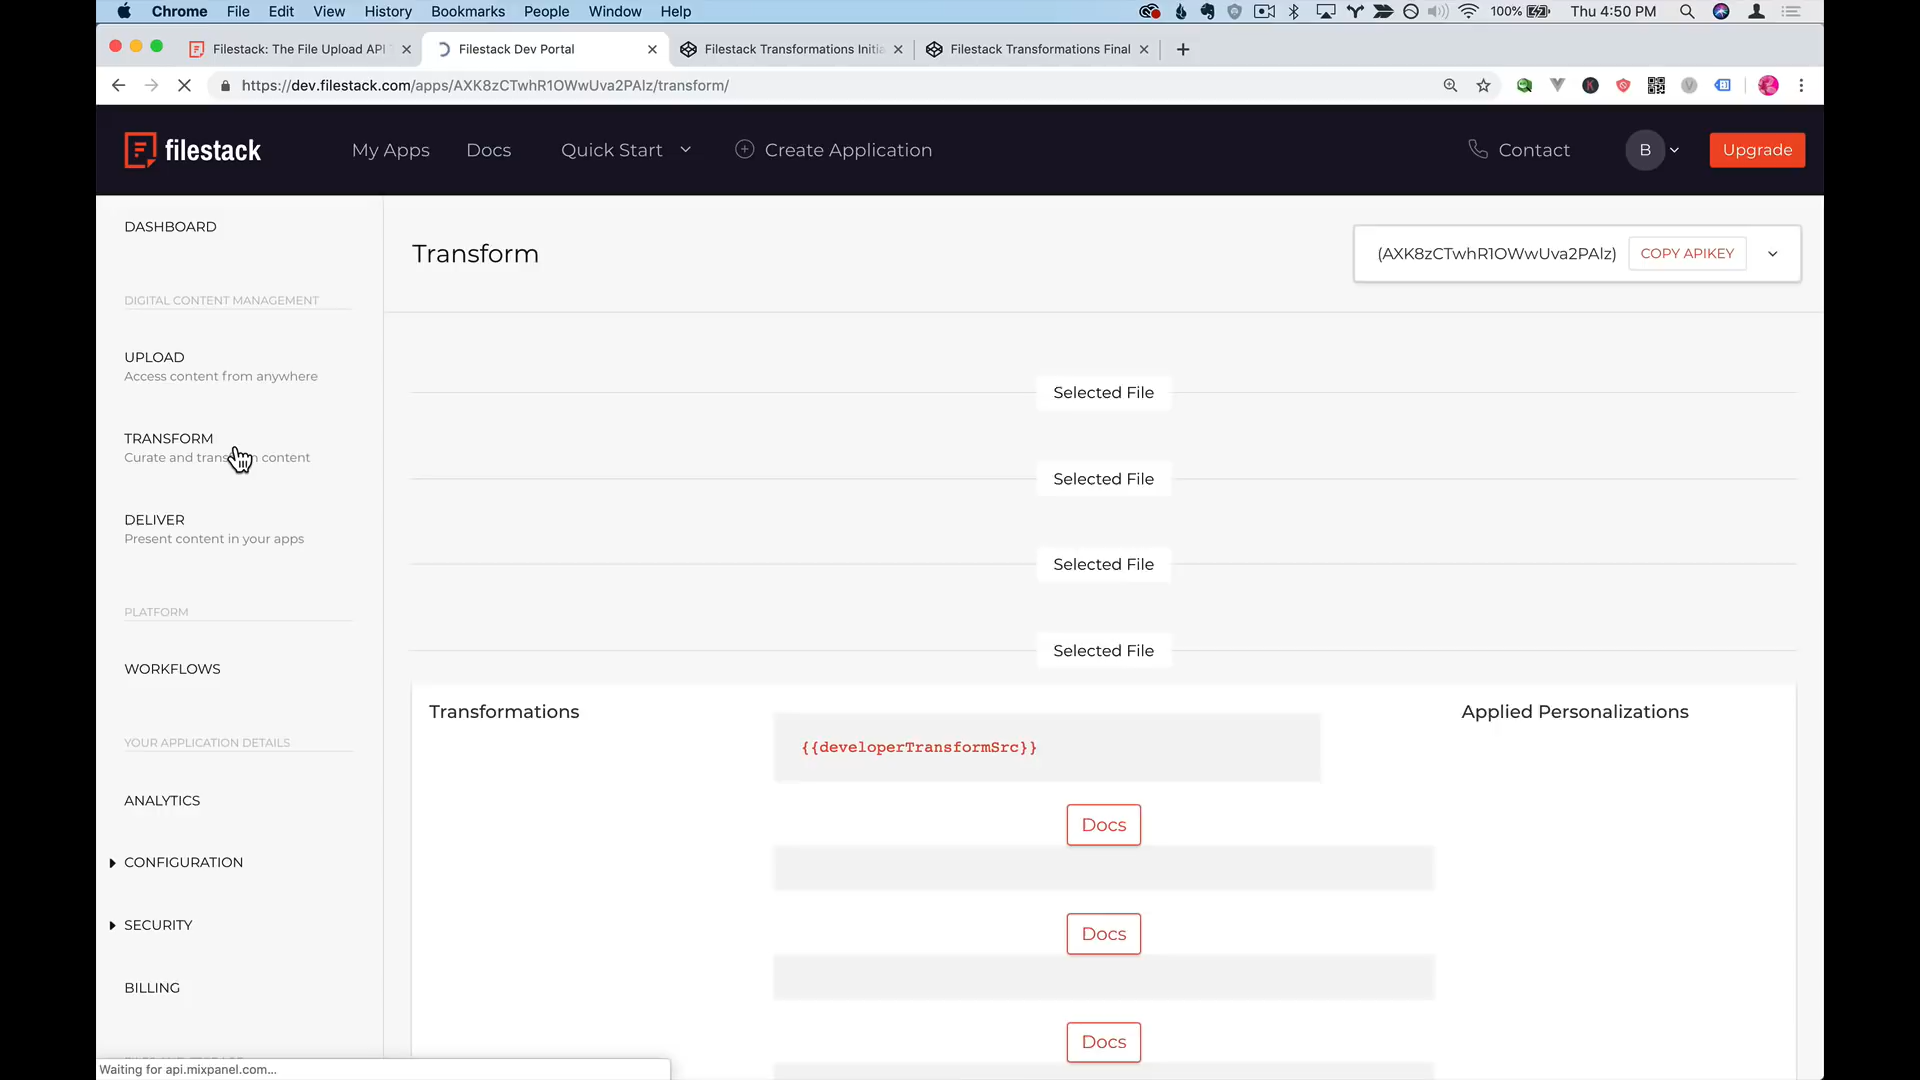 Chrome File Edit View History Bookmarks People Window Help 100% Thu 4:50 PM
Filestack: The File Upload API
Filestack Dev Portal
Filestack Transformations Initia
Filestack Transformations Final
https://dev.filestack.com/apps/AXK8zCTwhR1OWwUva2PAlz/transform/
filestack
My Apps
Docs
Quick Start
Create Application
Contact
B
Upgrade
DASHBOARD
Transform
(AXK8zCTwhR1OWwUva2PAlz)
COPY APIKEY
DIGITAL CONTENT MANAGEMENT
UPLOAD
Access content from anywhere
TRANSFORM
Curate and trans content
DELIVER
Present content in your apps
PLATFORM
WORKFLOWS
YOUR APPLICATION DETAILS
ANALYTICS
CONFIGURATION
SECURITY
BILLING
Selected File
Selected File
Selected File
Selected File
Transformations
{{developerTransformSrc}}
Applied Personalizations
Docs
Docs
Docs
Waiting for api.mixpanel.com...